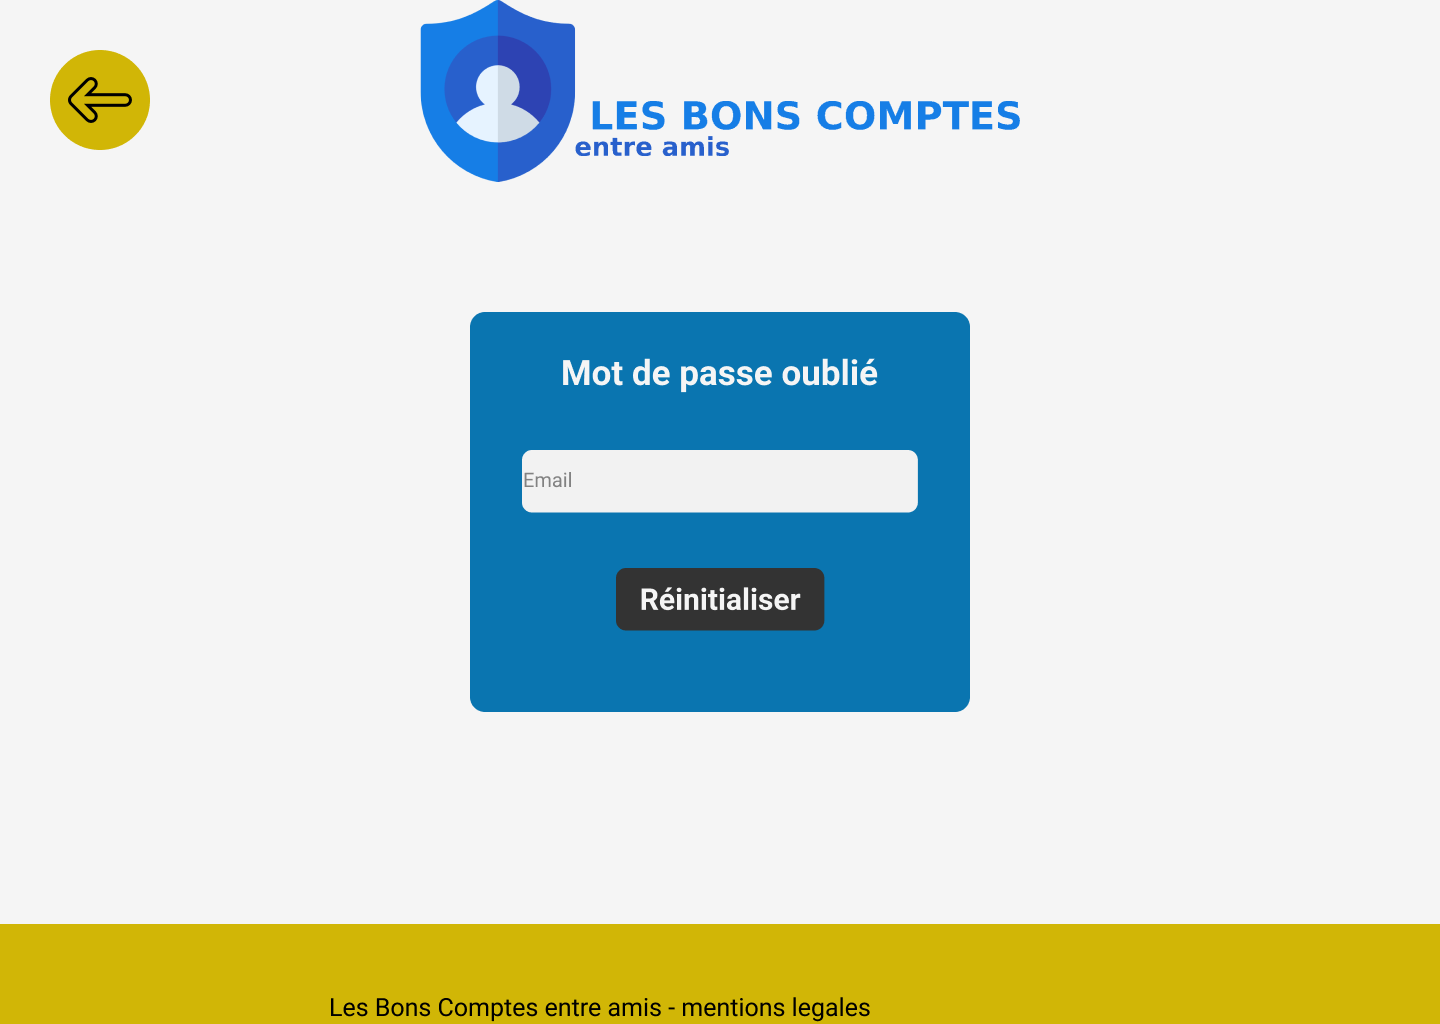 LES BONS COMPTES
entre amis
Mot de passe oublié
Email
Réinitialiser
Les Bons Comptes entre amis - mentions legales